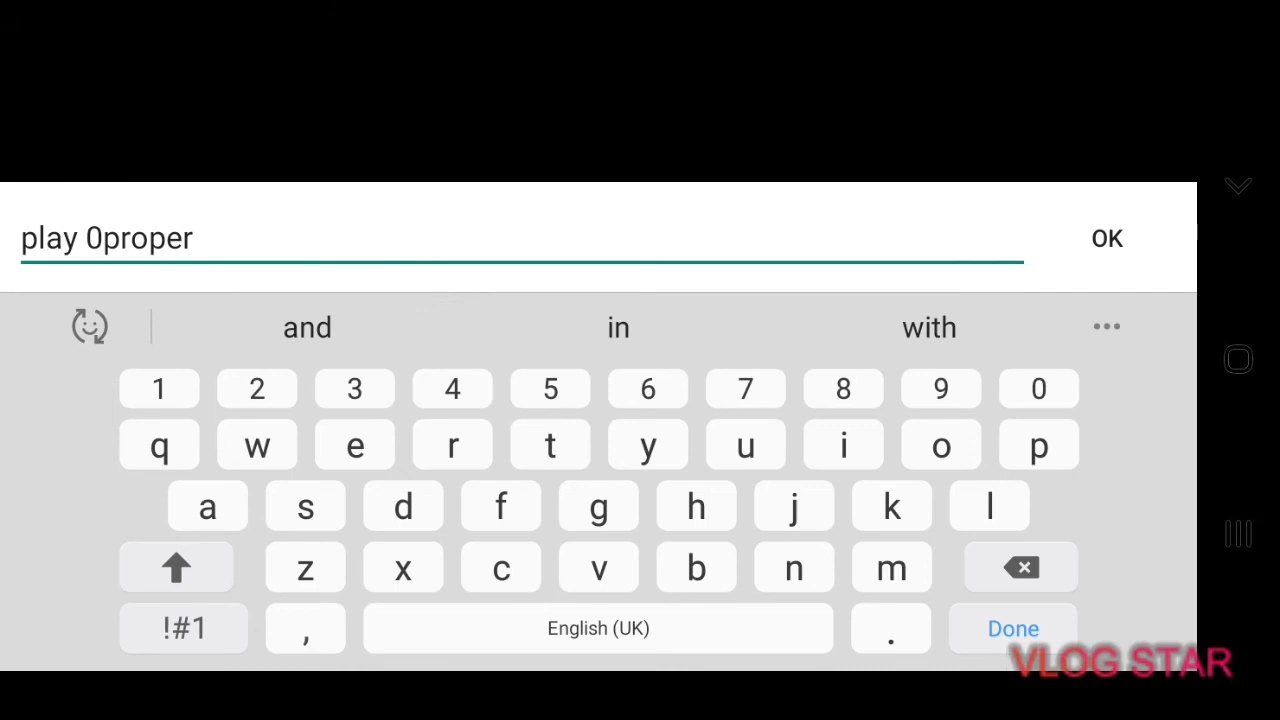 play 0proper
OK
and in with
1 2 3 4 5 6 7 8 9 0
q w e r t y u i o p
a s d f g h j k l
z x c v b n m
!#1 , English (UK) . Done
VLOG STAR